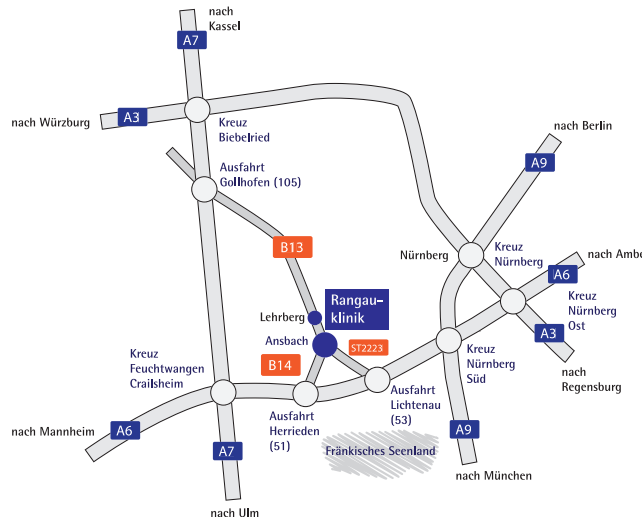 nach
Kassel
A7
A3
nach Würzburg
Kreuz
Biebelried
nach Berlin
A9
Ausfahrt
Gollhofen (105)
B13
Nürnberg
Kreuz
Nürnberg
nach Ambe
A6
Rangau-
klinik
Lehrberg
Ansbach
ST2223
B14
Kreuz
Nürnberg
Ost
A3
nach
Regensburg
Kreuz
Feuchtwangen
Crailsheim
Kreuz
Nürnberg
Süd
Ausfahrt
Lichtenau
(53)
Ausfahrt
Herrieden
(51)
nach Mannheim
A6
A7
Fränkisches Seenland
A9
nach München
nach Ulm